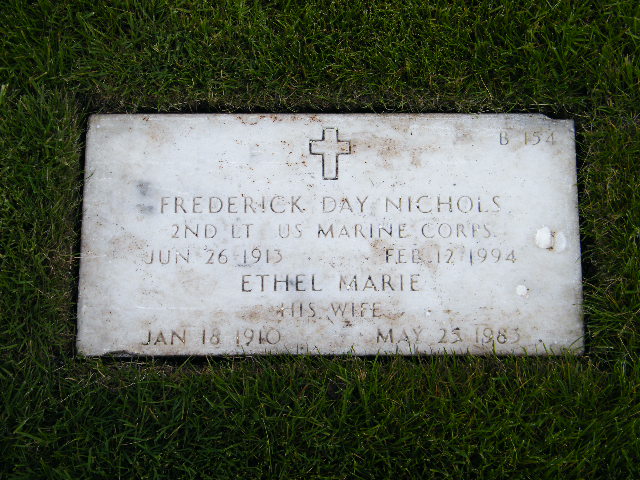 B 154
FREDERICK DAY NICHOLS
2ND LT US MARINE CORPS
JUN 26 1913 FEB 12 1994
ETHEL MARIE
HIS WIFE
JAN 18 1910 MAY 25 1985